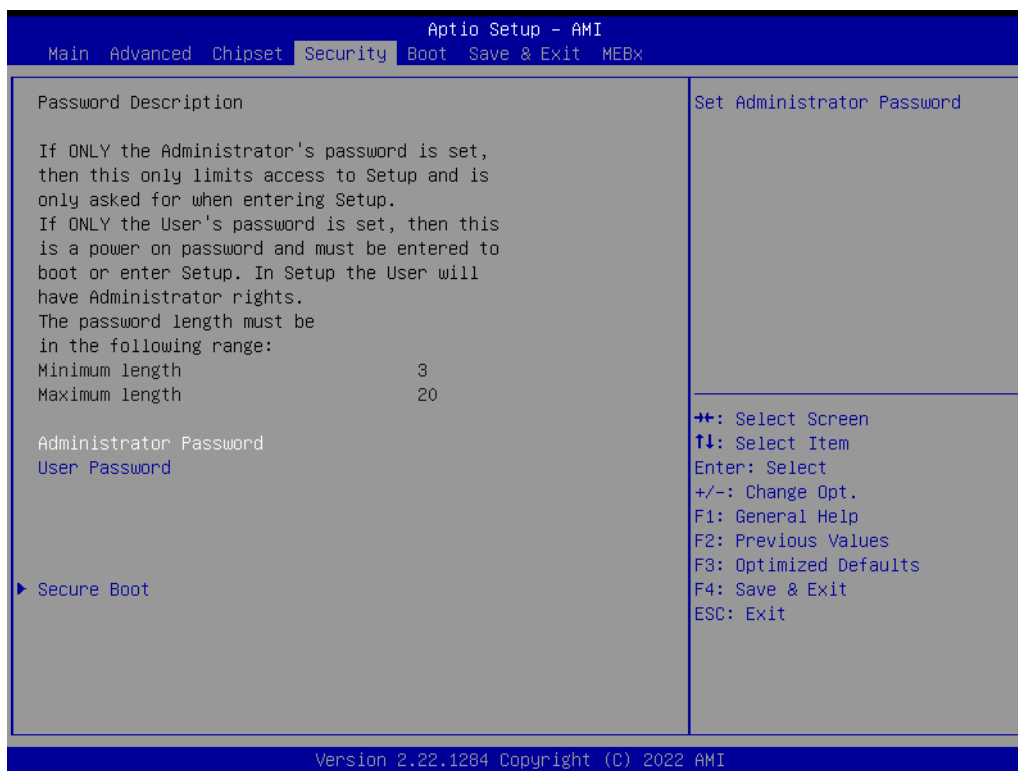 Aptio Setup – AMI
Main Advanced Chipset Security Boot Save & Exit MEBx
Password Description
If ONLY the Administrator's password is set,
then this only limits access to Setup and is
only asked for when entering Setup.
If ONLY the User's password is set, then this
is a power on password and must be entered to
boot or enter Setup. In Setup the User will
have Administrator rights.
The password length must be
in the following range:
Minimum length 3
Maximum length 20
Administrator Password
User Password
Secure Boot
Set Administrator Password
→←: Select Screen
↑↓: Select Item
Enter: Select
+/-: Change Opt.
F1: General Help
F2: Previous Values
F3: Optimized Defaults
F4: Save & Exit
ESC: Exit
Version 2.22.1284 Copyright (C) 2022 AMI